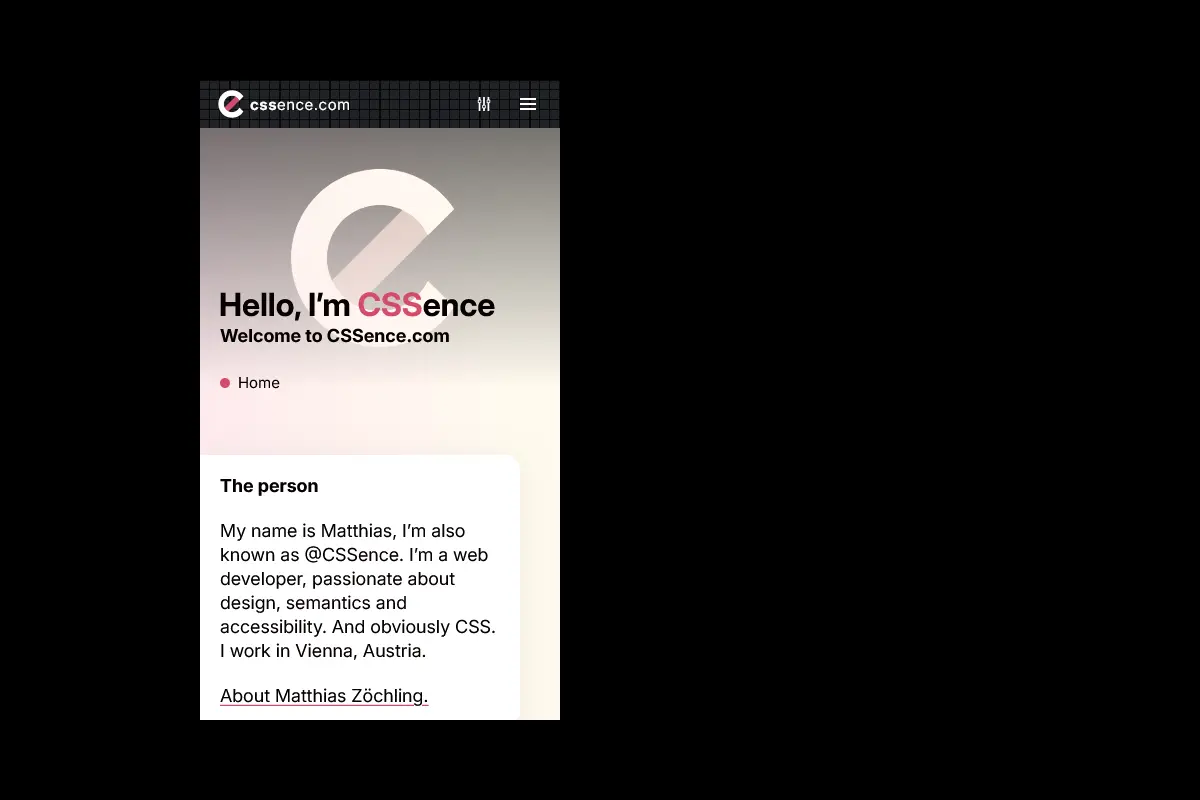 cssence.com
Hello, I’m CSSence
Welcome to CSSence.com
Home
The person
My name is Matthias, I’m also
known as @CSSence. I’m a web
developer, passionate about
design, semantics and
accessibility. And obviously CSS.
I work in Vienna, Austria.
About Matthias Zöchling.